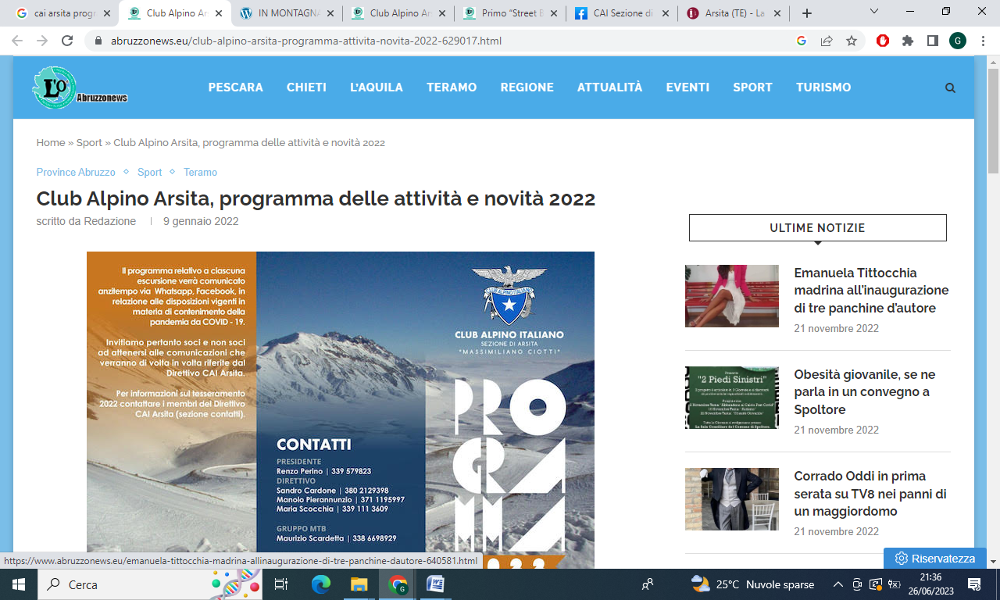 cai arsita progr
Club Alpino Ar
IN MONTAGNA
Club Alpino Ar
Primo "Street B
CAI Sezione di
Arsita (TE) - La
abruzzonews.eu/club-alpino-arsita-programma-attivita-novita-2022-629017.html
G
L'O
Abruzzonews
PESCARA
CHIETI
L'AQUILA
TERAMO
REGIONE
ATTUALITÀ
EVENTI
SPORT
TURISMO
Home » Sport » Club Alpino Arsita, programma delle attività e novità 2022
Province Abruzzo
Sport
Teramo
Club Alpino Arsita, programma delle attività e novità 2022
scritto da Redazione
9 gennaio 2022
Il programma relativo a ciascuna
escursione verrà comunicato
anzitempo via Whatsapp, Facebook, in
relazione alle disposizioni vigenti in
materia di contenimento della
pandemia da COVID - 19.
Invitiamo pertanto soci e non soci
ad attenersi alle comunicazioni che
verranno di volta in volta riferite dal
Direttivo CAI Arsita.
Per informazioni sul tesseramento
2022 contattare i membri del Direttivo
CAI Arsita (sezione contatti).
CONTATTI
PRESIDENTE
Renzo Perino | 339 579823
DIRETTIVO
Sandro Cardone | 380 2129398
Manolo Pierannunzio | 371 1195997
Maria Scocchia | 339 111 3609
GRUPPO MTB
Maurizio Scardetta | 338 6698929
CLUB ALPINO ITALIANO
CLUB ALPINO ITALIANO
SEZIONE DI ARSITA
"MASSIMILIANO CIOTTI"
PRO
GRA
MM
ULTIME NOTIZIE
Emanuela Tittocchia
madrina all'inaugurazione
di tre panchine d'autore
21 novembre 2022
"2 Piedi Sinistri"
Obesità giovanile, se ne
parla in un convegno a
Spoltore
21 novembre 2022
Corrado Oddi in prima
serata su TV8 nei panni di
un maggiordomo
21 novembre 2022
https://www.abruzzonews.eu/emanuela-tittocchia-madrina-allinaugurazione-di-tre-panchine-dautore-640581.html
Riservatezza
Cerca
25°C Nuvole sparse
21:36
26/06/2023